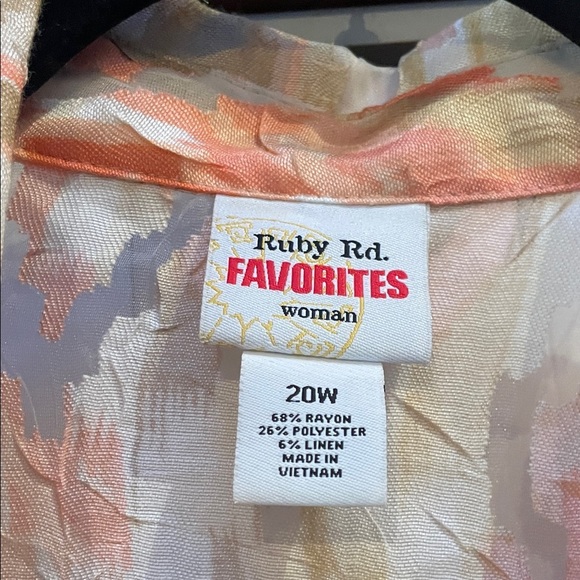 Ruby Rd.
FAVORITES
woman
20W
68% RAYON
26% POLYESTER
6% LINEN
MADE IN
VIETNAM